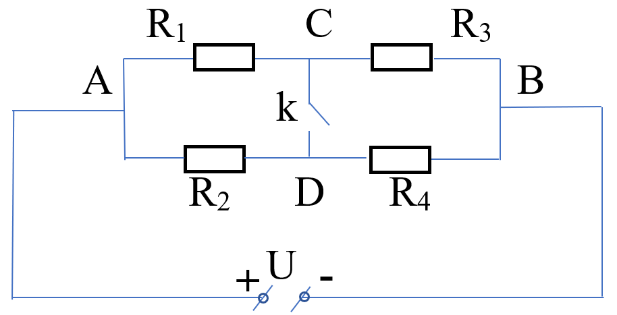 R₁ C R₃
A B
k
R₂ D R₄
+ U -